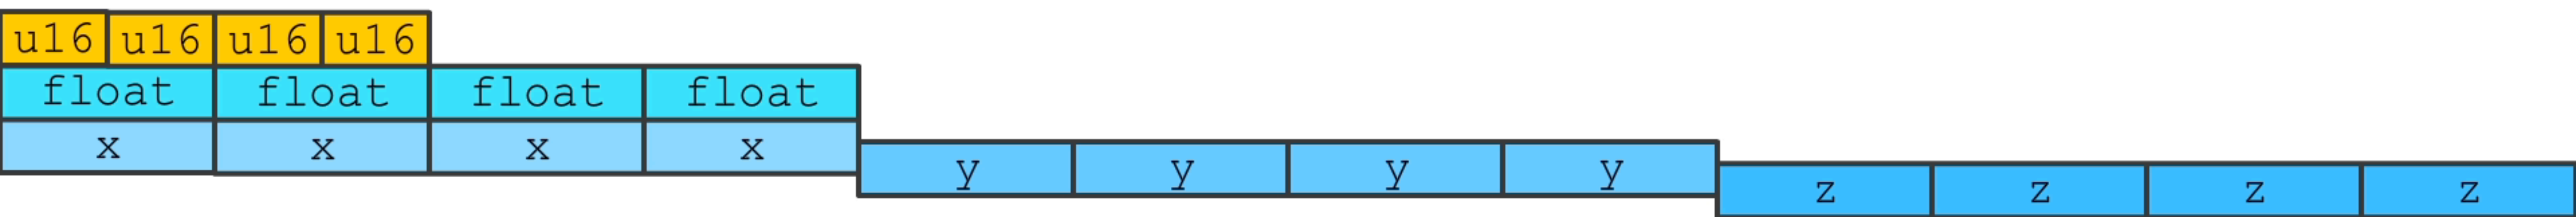 u16 u16 u16 u16
float float float float
x x x x
y y y y
z z z z